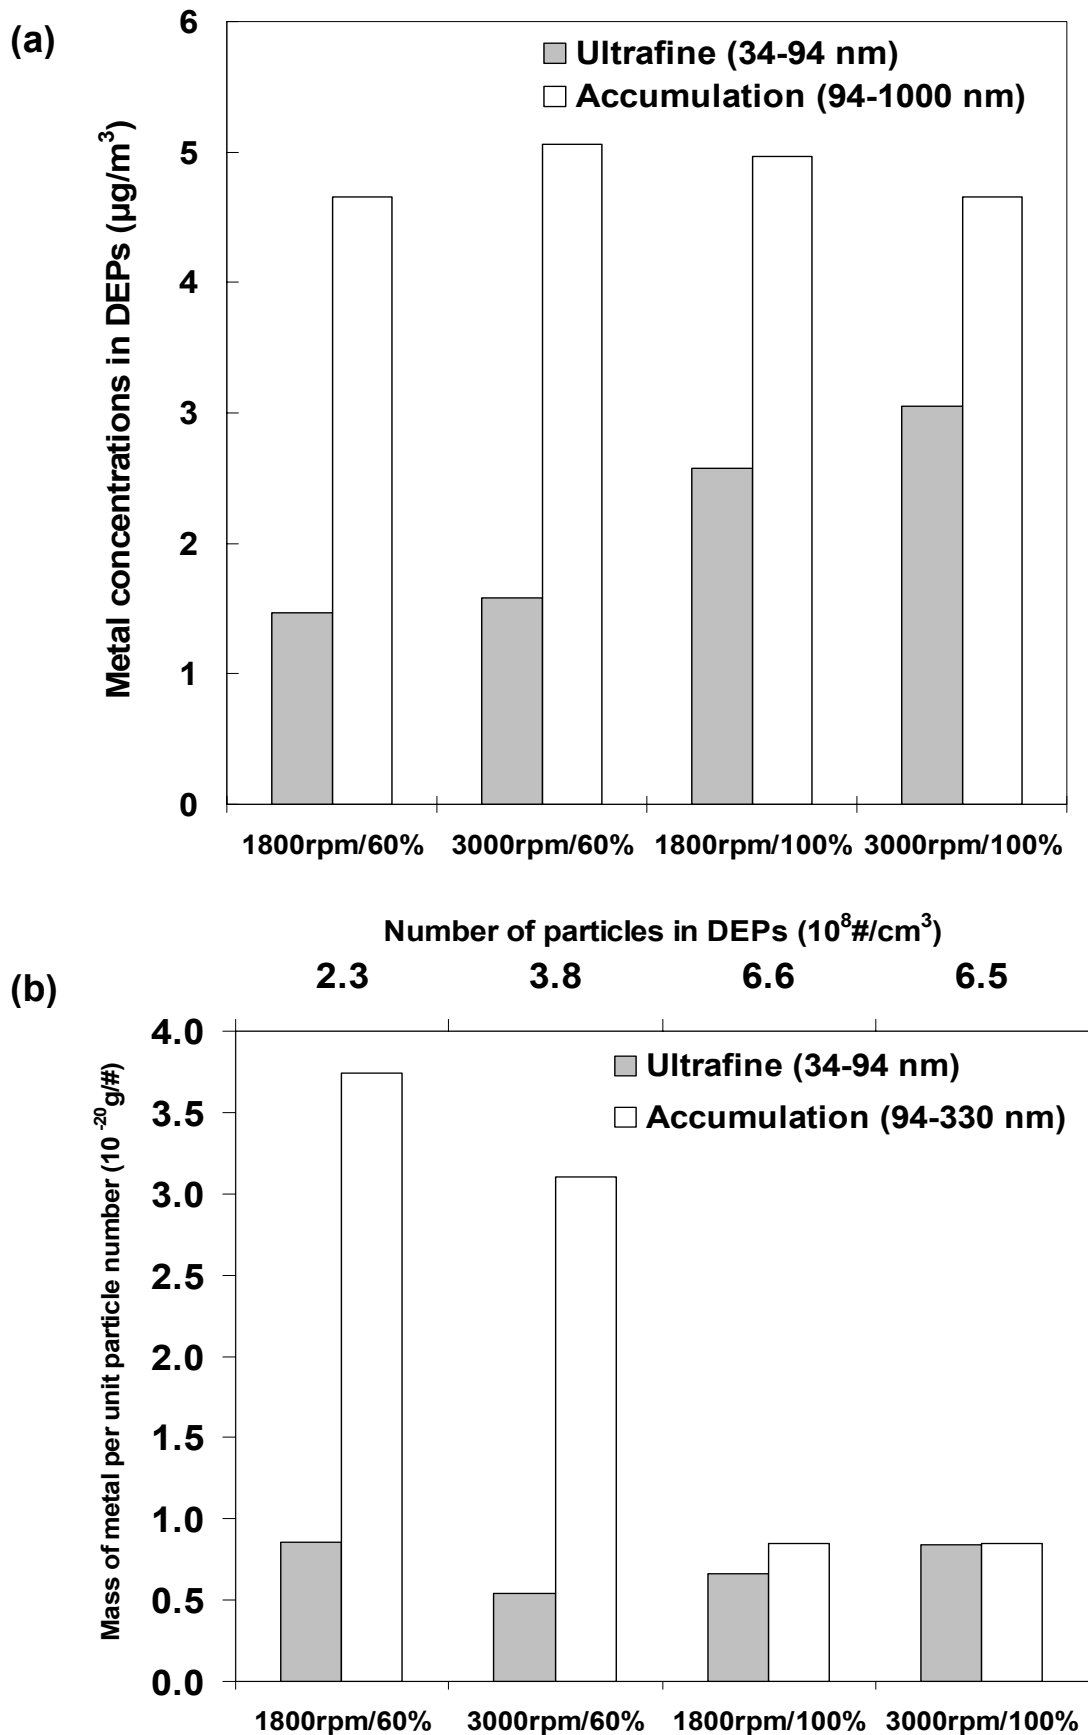 (a)
6
5
4
3
2
1
0
Metal concentrations in DEPs (µg/m³)
Ultrafine (34-94 nm)
Accumulation (94-1000 nm)
1800rpm/60% 3000rpm/60% 1800rpm/100% 3000rpm/100%
Number of particles in DEPs (10⁸#/cm³)
2.3 3.8 6.6 6.5
(b)
4.0
3.5
3.0
2.5
2.0
1.5
1.0
0.5
0.0
Mass of metal per unit particle number (10⁻²⁰g/#)
Ultrafine (34-94 nm)
Accumulation (94-330 nm)
1800rpm/60% 3000rpm/60% 1800rpm/100% 3000rpm/100%